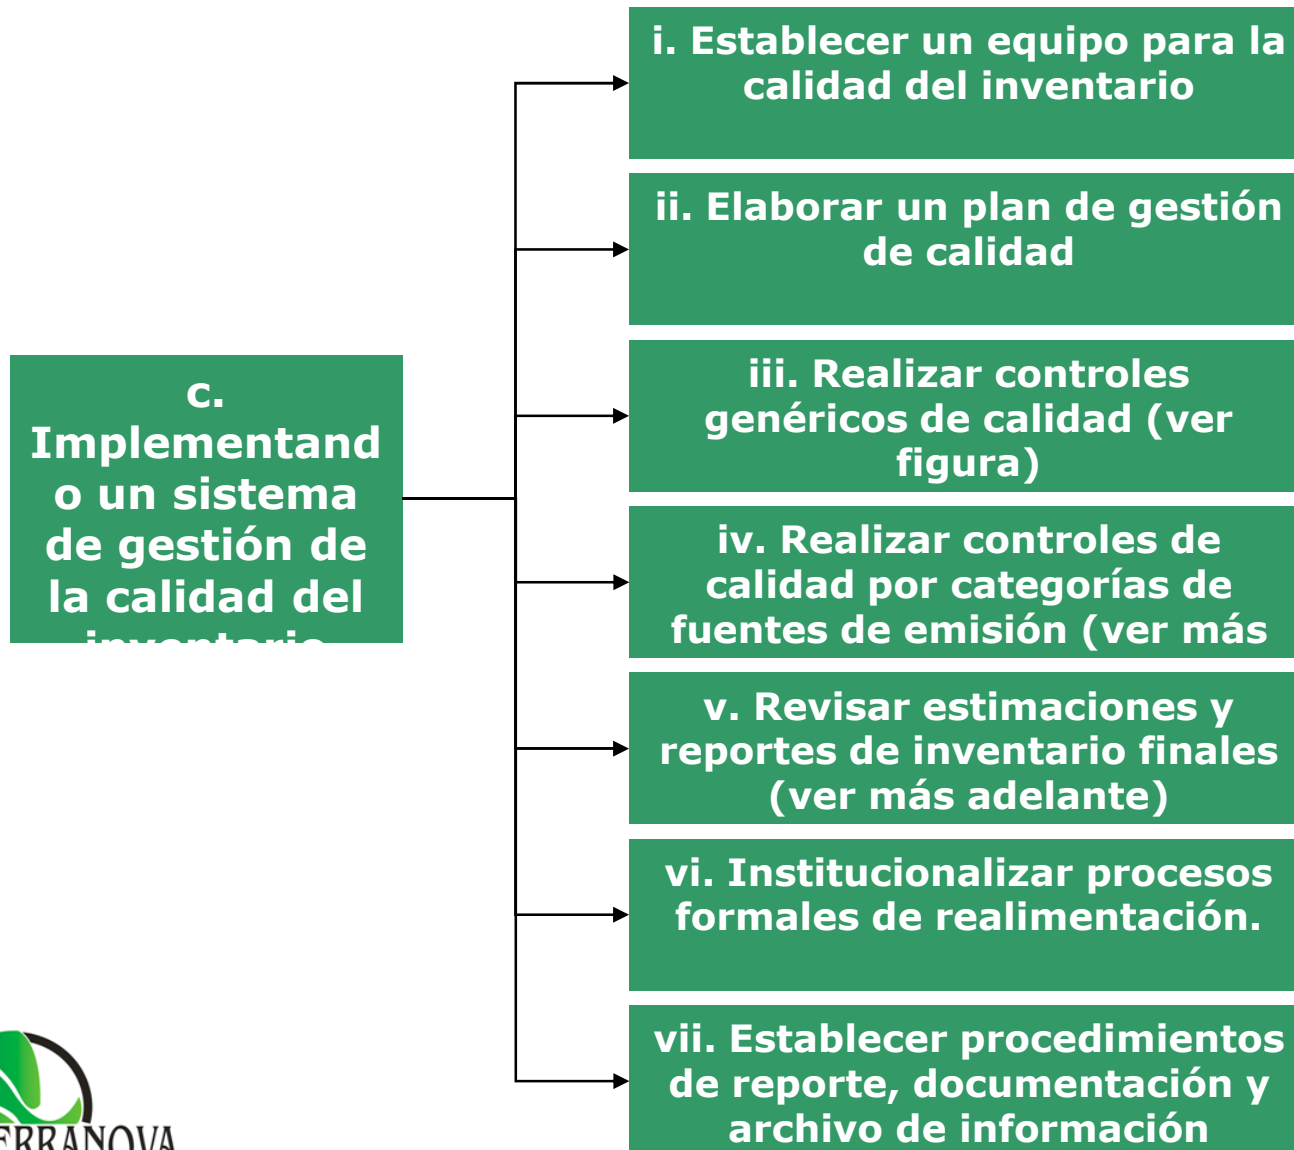 i. Establecer un equipo para la
calidad del inventario
ii. Elaborar un plan de gestión
de calidad
iii. Realizar controles
genéricos de calidad (ver
figura)
c.
Implementand
o un sistema
de gestión de
la calidad del
inventario
iv. Realizar controles de
calidad por categorías de
fuentes de emisión (ver más
v. Revisar estimaciones y
reportes de inventario finales
(ver más adelante)
vi. Institucionalizar procesos
formales de realimentación.
vii. Establecer procedimientos
de reporte, documentación y
archivo de información
ERRANOVA